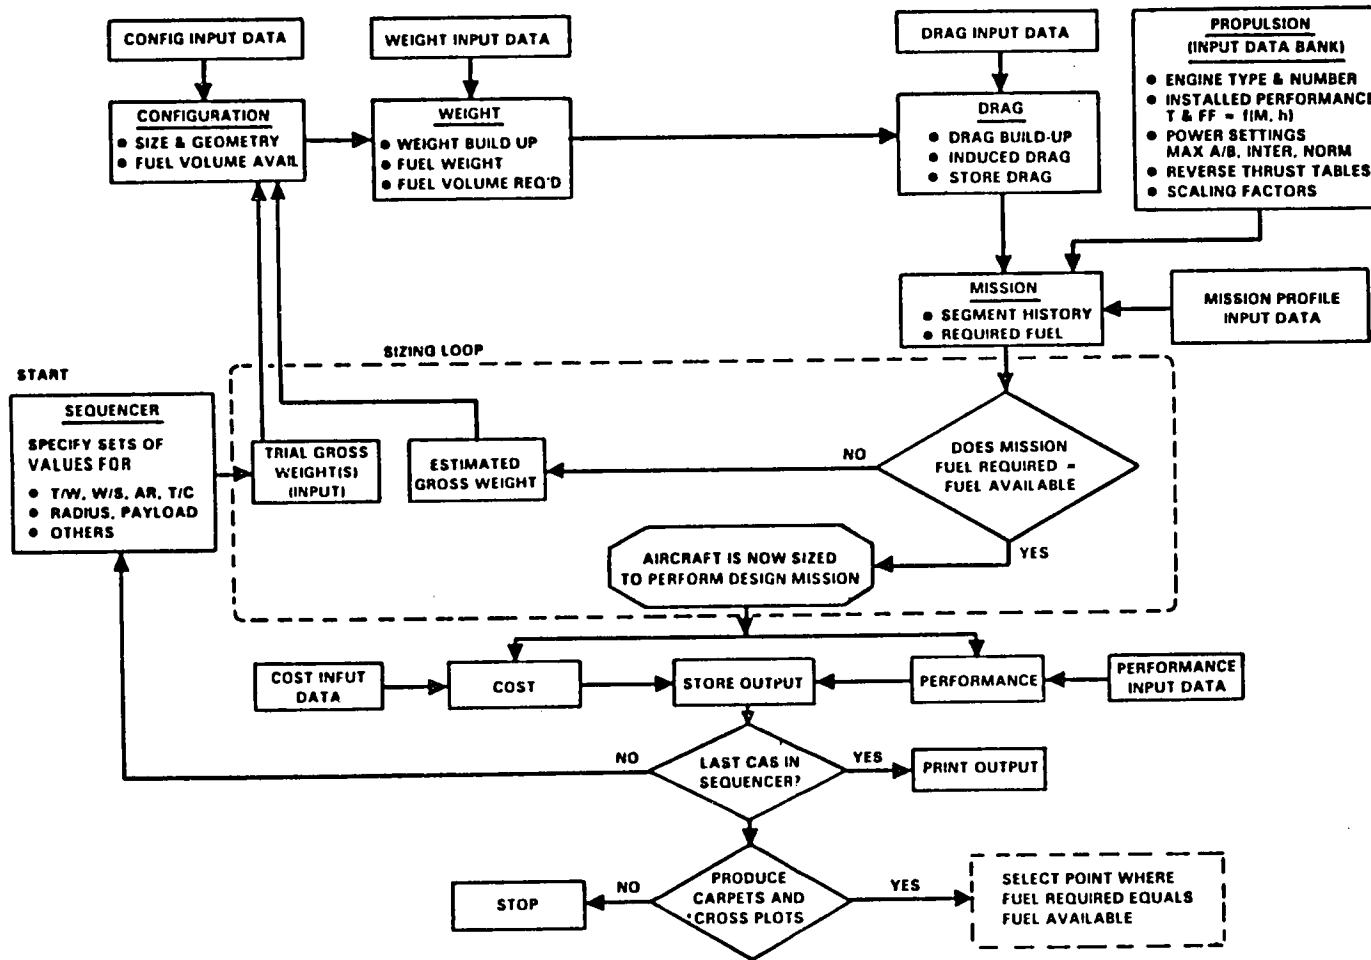 CONFIG INPUT DATA
WEIGHT INPUT DATA
DRAG INPUT DATA
PROPULSION
(INPUT DATA BANK)
● ENGINE TYPE & NUMBER
● INSTALLED PERFORMANCE
T & FF = f(M, h)
● POWER SETTINGS
MAX A/B, INTER, NORM
● REVERSE THRUST TABLES
● SCALING FACTORS
CONFIGURATION
● SIZE & GEOMETRY
● FUEL VOLUME AVAIL
WEIGHT
● WEIGHT BUILD UP
● FUEL WEIGHT
● FUEL VOLUME REQ'D
DRAG
● DRAG BUILD-UP
● INDUCED DRAG
● STORE DRAG
MISSION
● SEGMENT HISTORY
● REQUIRED FUEL
MISSION PROFILE
INPUT DATA
SIZING LOOP
START
SEQUENCER
SPECIFY SETS OF
VALUES FOR
● T/W, W/S, AR, T/C
● RADIUS, PAYLOAD
● OTHERS
TRIAL GROSS
WEIGHT(S)
(INPUT)
ESTIMATED
GROSS WEIGHT
NO
DOES MISSION
FUEL REQUIRED =
FUEL AVAILABLE
YES
AIRCRAFT IS NOW SIZED
TO PERFORM DESIGN MISSION
COST INPUT
DATA
COST
STORE OUTPUT
PERFORMANCE
PERFORMANCE
INPUT DATA
NO
LAST CAS IN
SEQUENCER?
YES
PRINT OUTPUT
STOP
NO
PRODUCE
CARPETS AND
CROSS PLOTS
YES
SELECT POINT WHERE
FUEL REQUIRED EQUALS
FUEL AVAILABLE